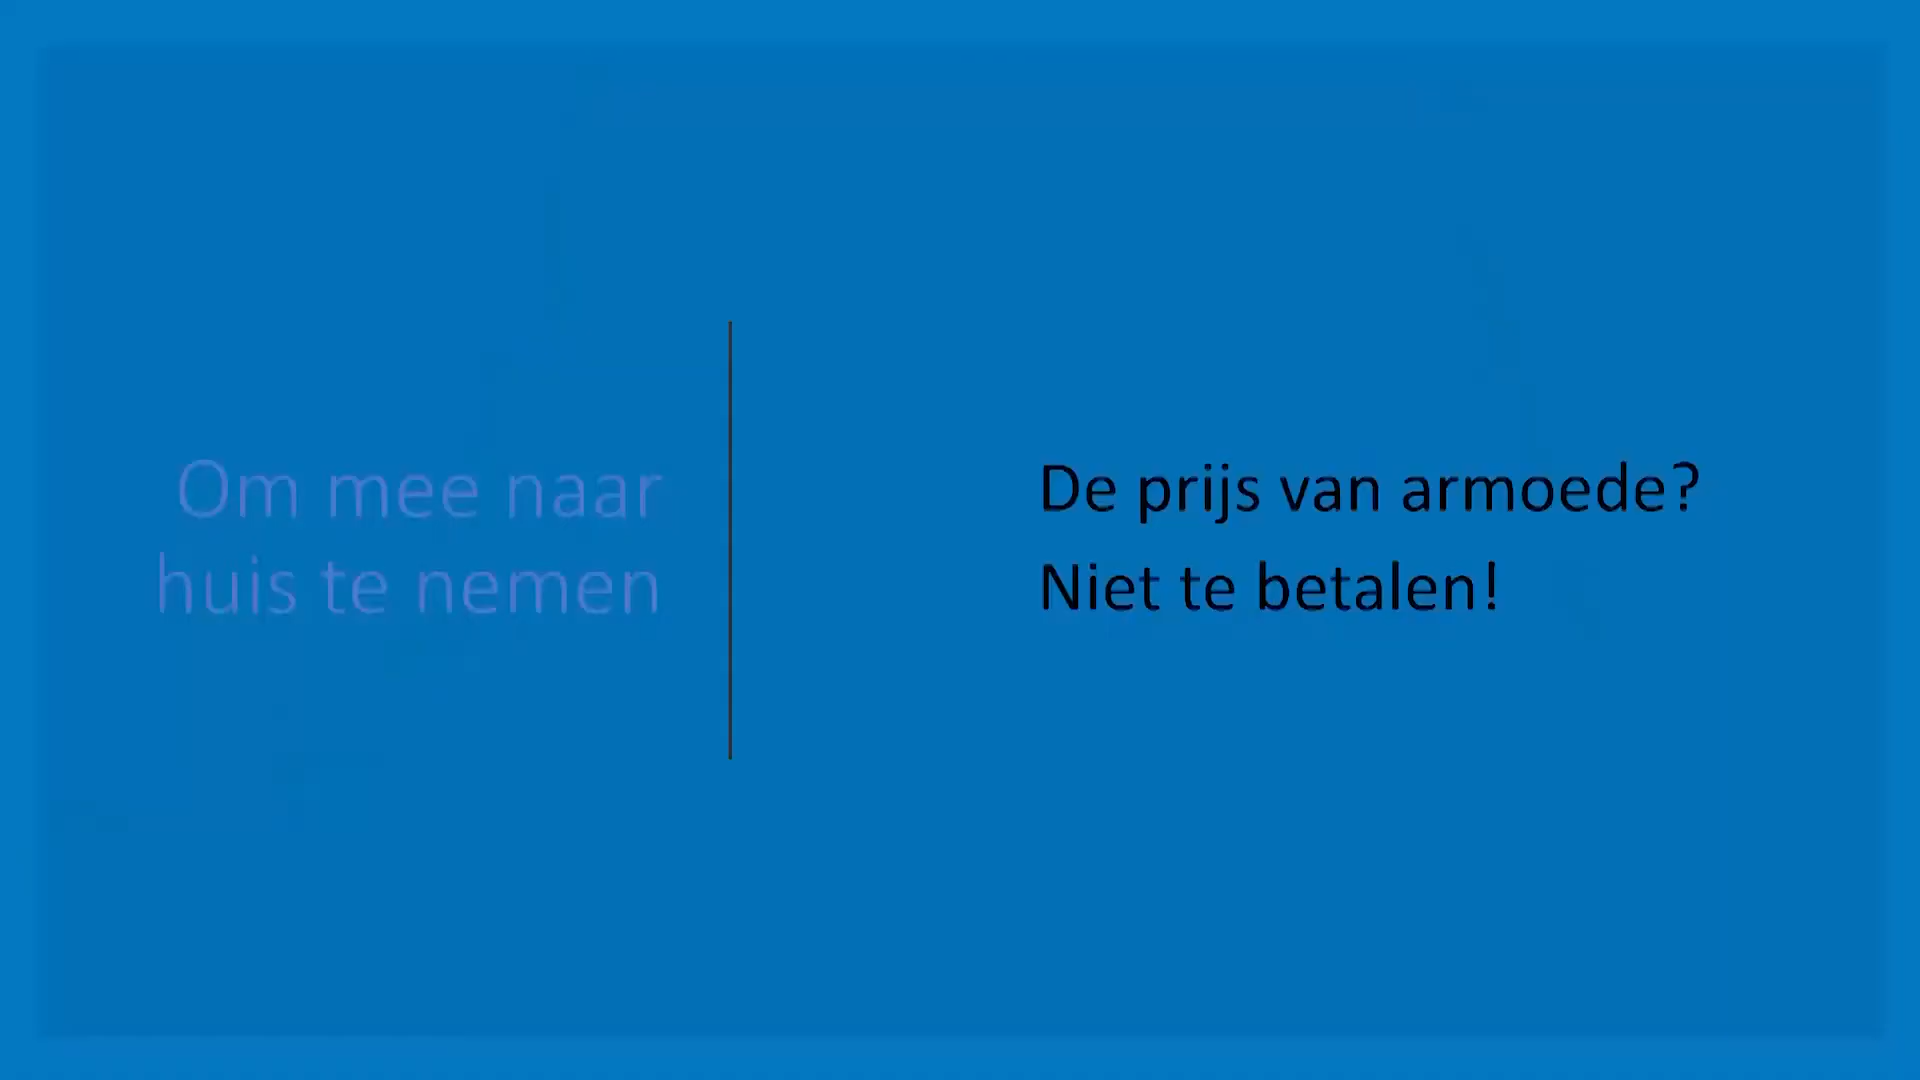 Om mee naar
huis te nemen
De prijs van armoede?
Niet te betalen!